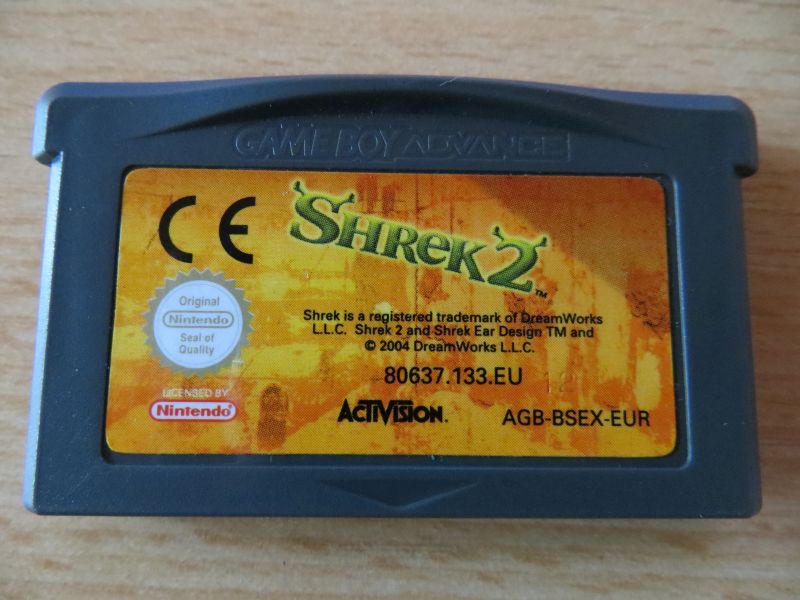 GAME BOY ADVANCE
CE
SHREK 2 TM
Original
Nintendo
Seal of
Quality
Shrek is a registered trademark of DreamWorks
L.L.C. Shrek 2 and Shrek Ear Design TM and
© 2004 DreamWorks L.L.C.
80637.133.EU
LICENSED BY
Nintendo
ACTIVISION.
AGB-BSEX-EUR